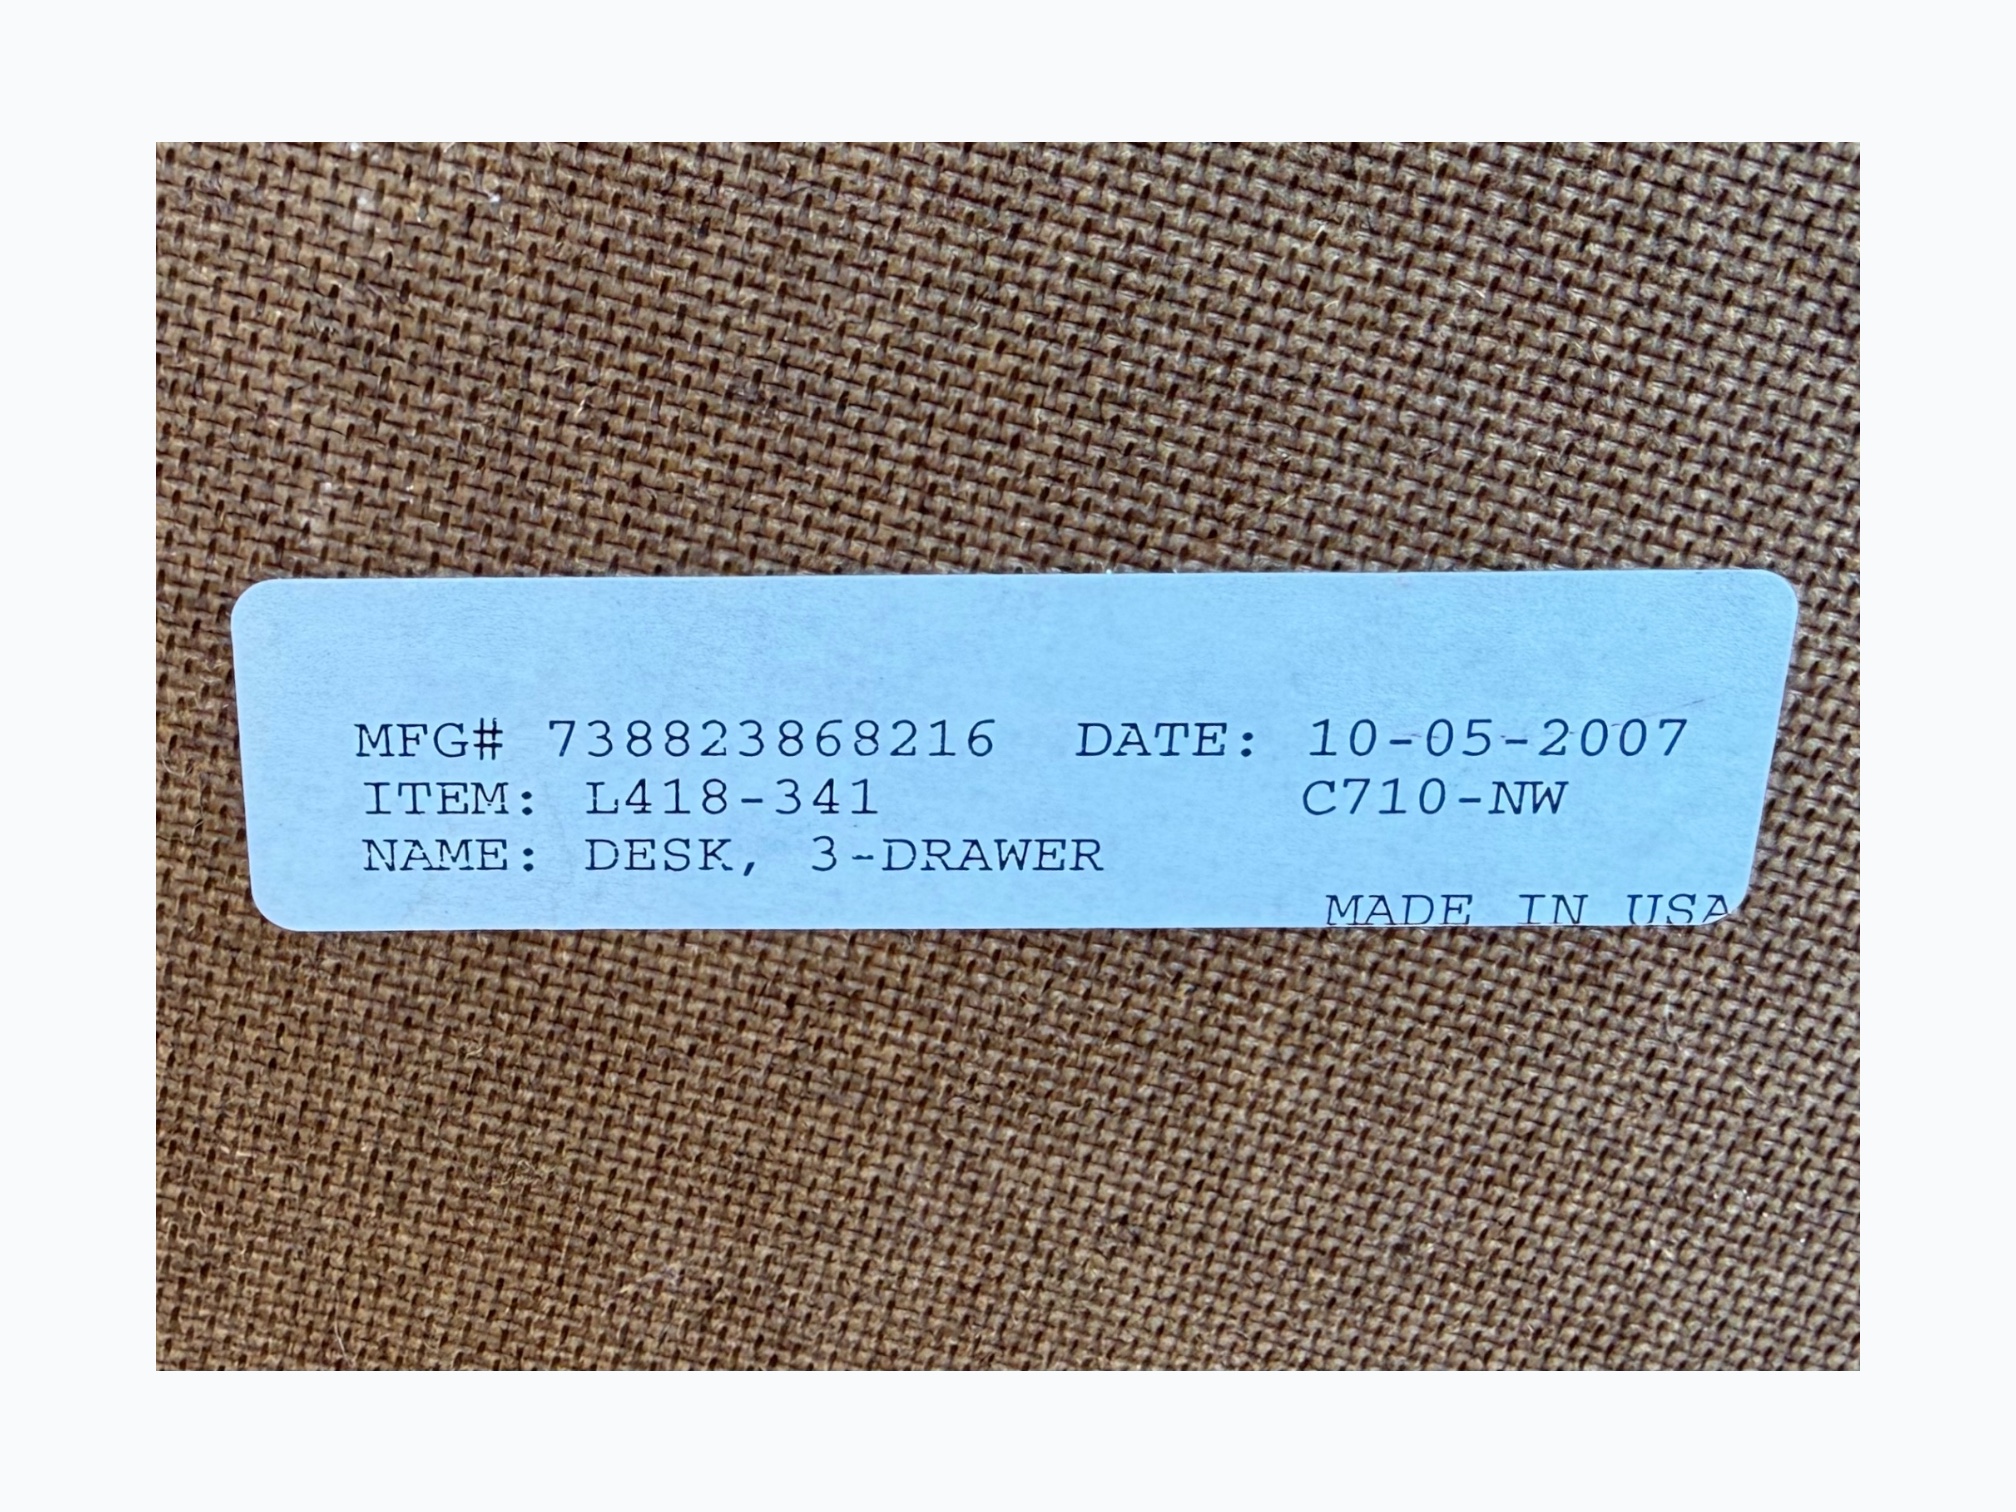 MFG# 738823868216 DATE: 10-05-2007
ITEM: L418-341 C710-NW
NAME: DESK, 3-DRAWER
MADE IN USA